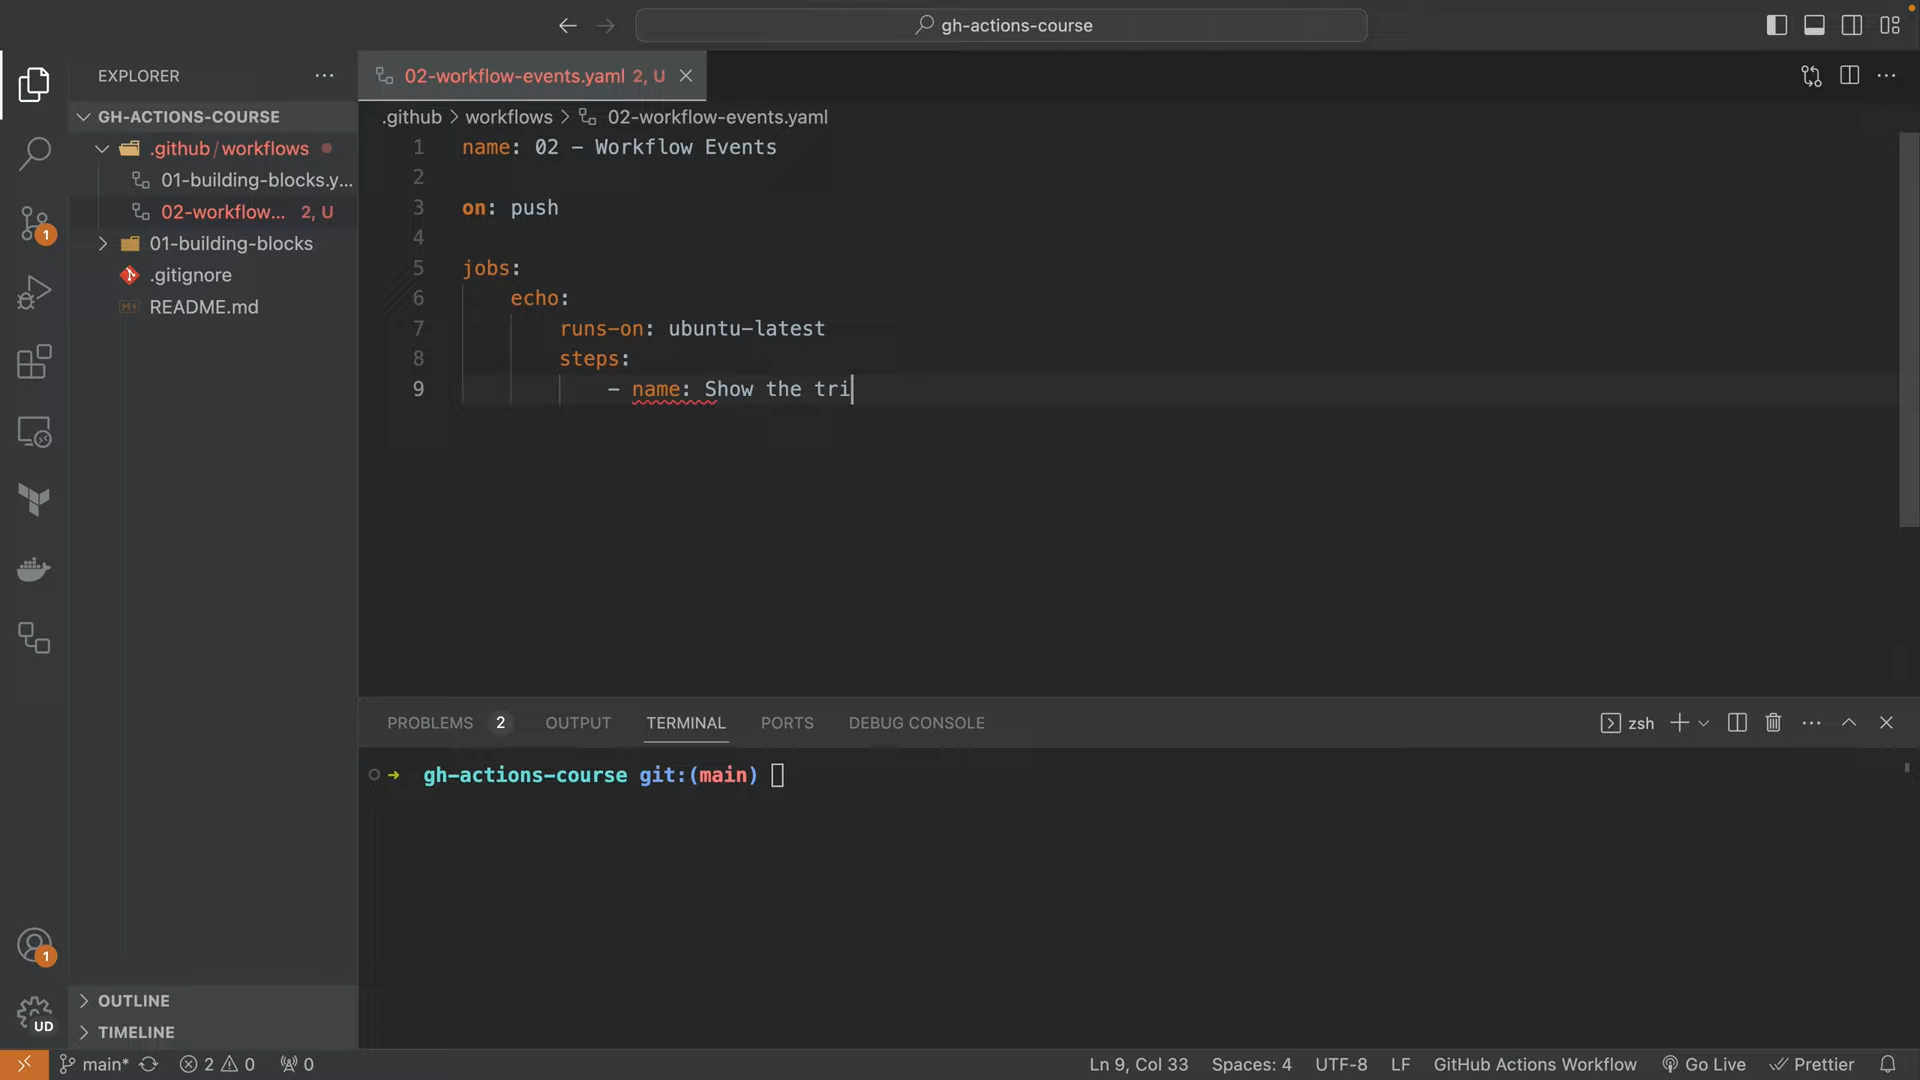 gh-actions-course
EXPLORER
GH-ACTIONS-COURSE
.github/workflows
01-building-blocks.y...
02-workflow... 2, U
01-building-blocks
.gitignore
README.md
OUTLINE
TIMELINE
02-workflow-events.yaml 2, U
.github > workflows > 02-workflow-events.yaml
1 name: 02 - Workflow Events
2
3 on: push
4
5 jobs:
6 echo:
7 runs-on: ubuntu-latest
8 steps:
9 - name: Show the tri
PROBLEMS 2 OUTPUT TERMINAL PORTS DEBUG CONSOLE zsh
gh-actions-course git:(main)
1
1
UD
main* 2 0 0 Ln 9, Col 33 Spaces: 4 UTF-8 LF GitHub Actions Workflow Go Live Prettier